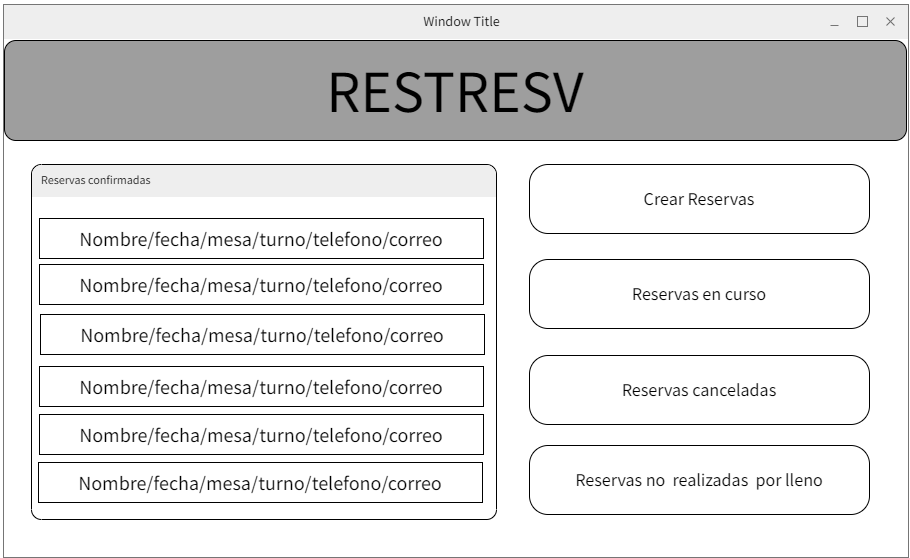 Window Title
RESTRESV
Reservas confirmadas
Nombre/fecha/mesa/turno/telefono/correo
Nombre/fecha/mesa/turno/telefono/correo
Nombre/fecha/mesa/turno/telefono/correo
Nombre/fecha/mesa/turno/telefono/correo
Nombre/fecha/mesa/turno/telefono/correo
Nombre/fecha/mesa/turno/telefono/correo
Crear Reservas
Reservas en curso
Reservas canceladas
Reservas no  realizadas  por lleno